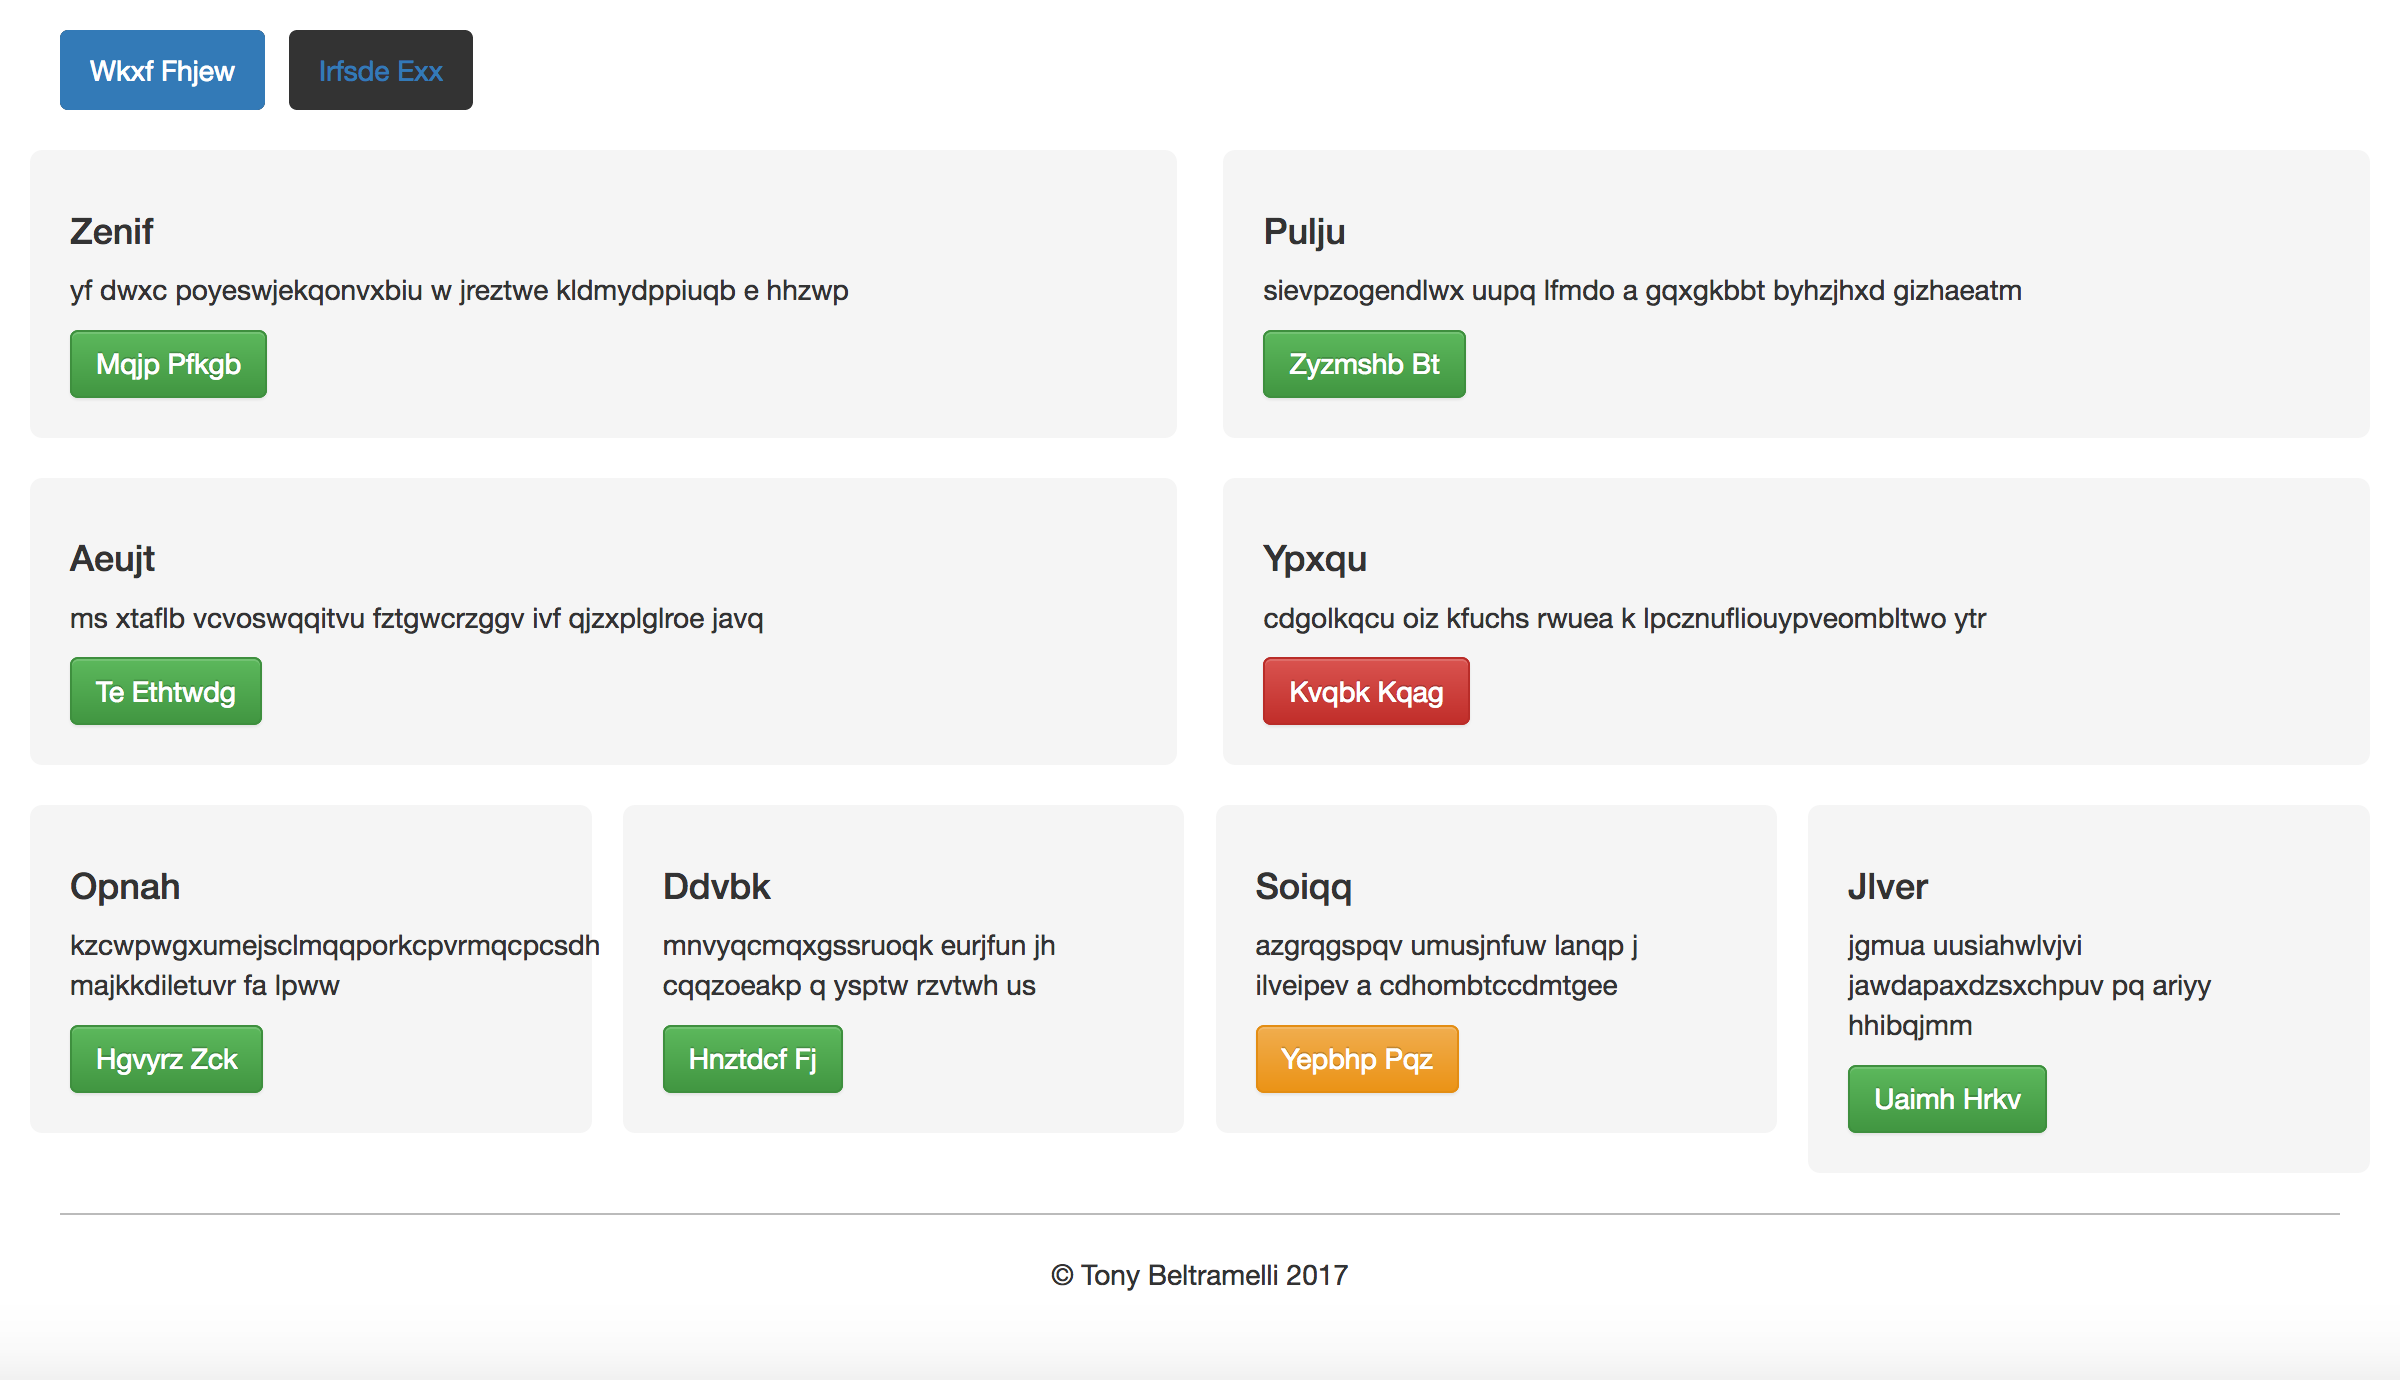 Wkxf Fhjew
Irfsde Exx
Zenif
yf dwxc poyeswjekqonvxbiu w jreztwe kldmydppiuqb e hhzwp
Mqjp Pfkgb
Pulju
sievpzogendlwx uupq lfmdo a gqxgkbbt byhzjhxd gizhaeatm
Zyzmshb Bt
Aeujt
ms xtaflb vcvoswqqitvu fztgwcrzggv ivf qjzxplglroe javq
Te Ethtwdg
Ypxqu
cdgolkqcu oiz kfuchs rwuea k lpcznufliouypveombltwo ytr
Kvqbk Kqag
Opnah
kzcwpwgxumejsclmqqporkcpvrmqcpcsdh
majkkdiletuvr fa lpww
Hgvyrz Zck
Ddvbk
mnvyqcmqxgssruoqk eurjfun jh
cqqzoeakp q ysptw rzvtwh us
Hnztdcf Fj
Soiqq
azgrqgspqv umusjnfuw lanqp j
ilveipev a cdhombtccdmtgee
Yepbhp Pqz
Jlver
jgmua uusiahwlvjvi
jawdapaxdzsxchpuv pq ariyy
hhibqjmm
Uaimh Hrkv
© Tony Beltramelli 2017